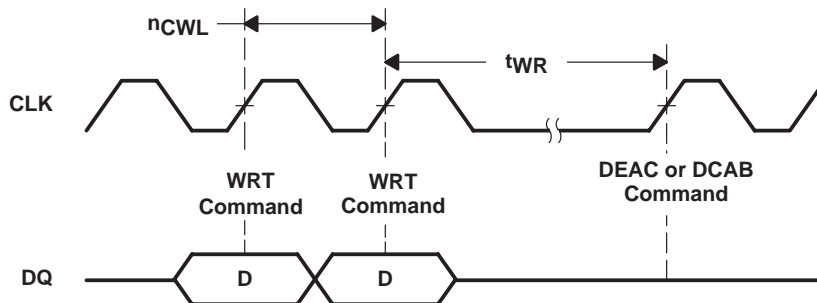 nCWL
tWR
CLK
WRT
Command
WRT
Command
DEAC or DCAB
Command
DQ
D
D